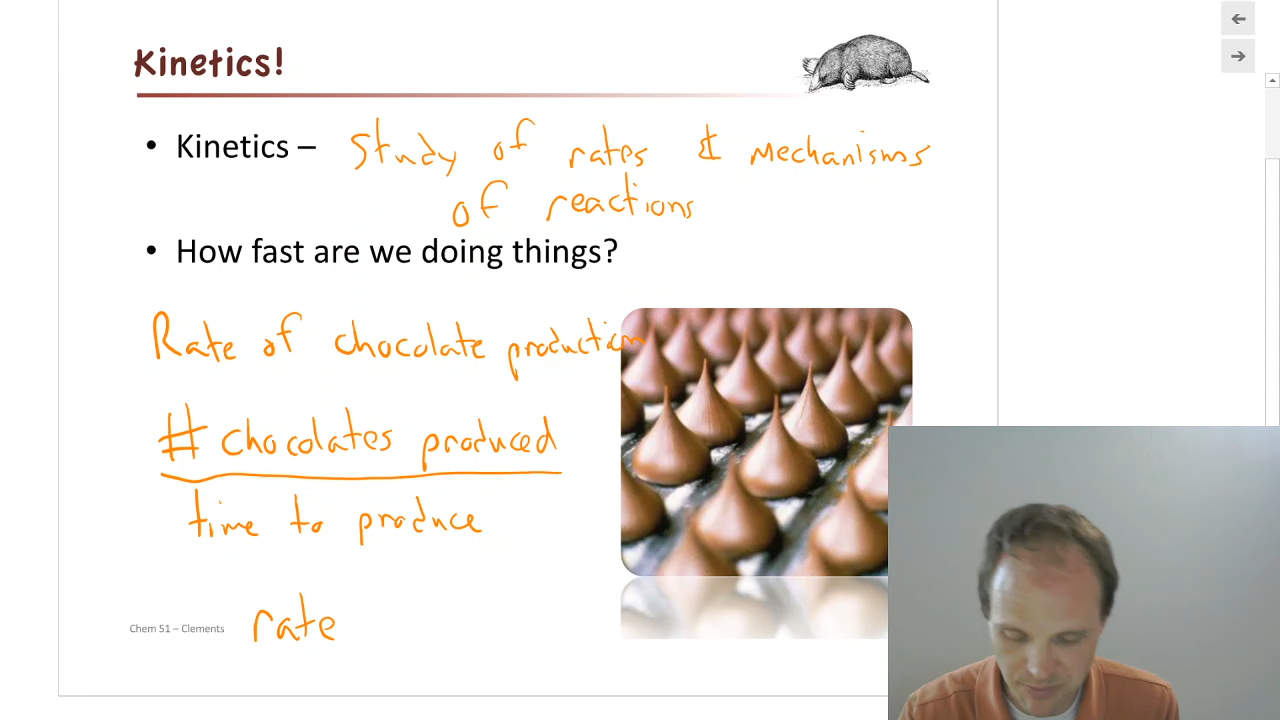 Kinetics!
• Kinetics – Study of rates & mechanisms
of reactions
• How fast are we doing things?
Rate of chocolate production
# chocolates produced
time to produce
Chem 51 – Clements
rate